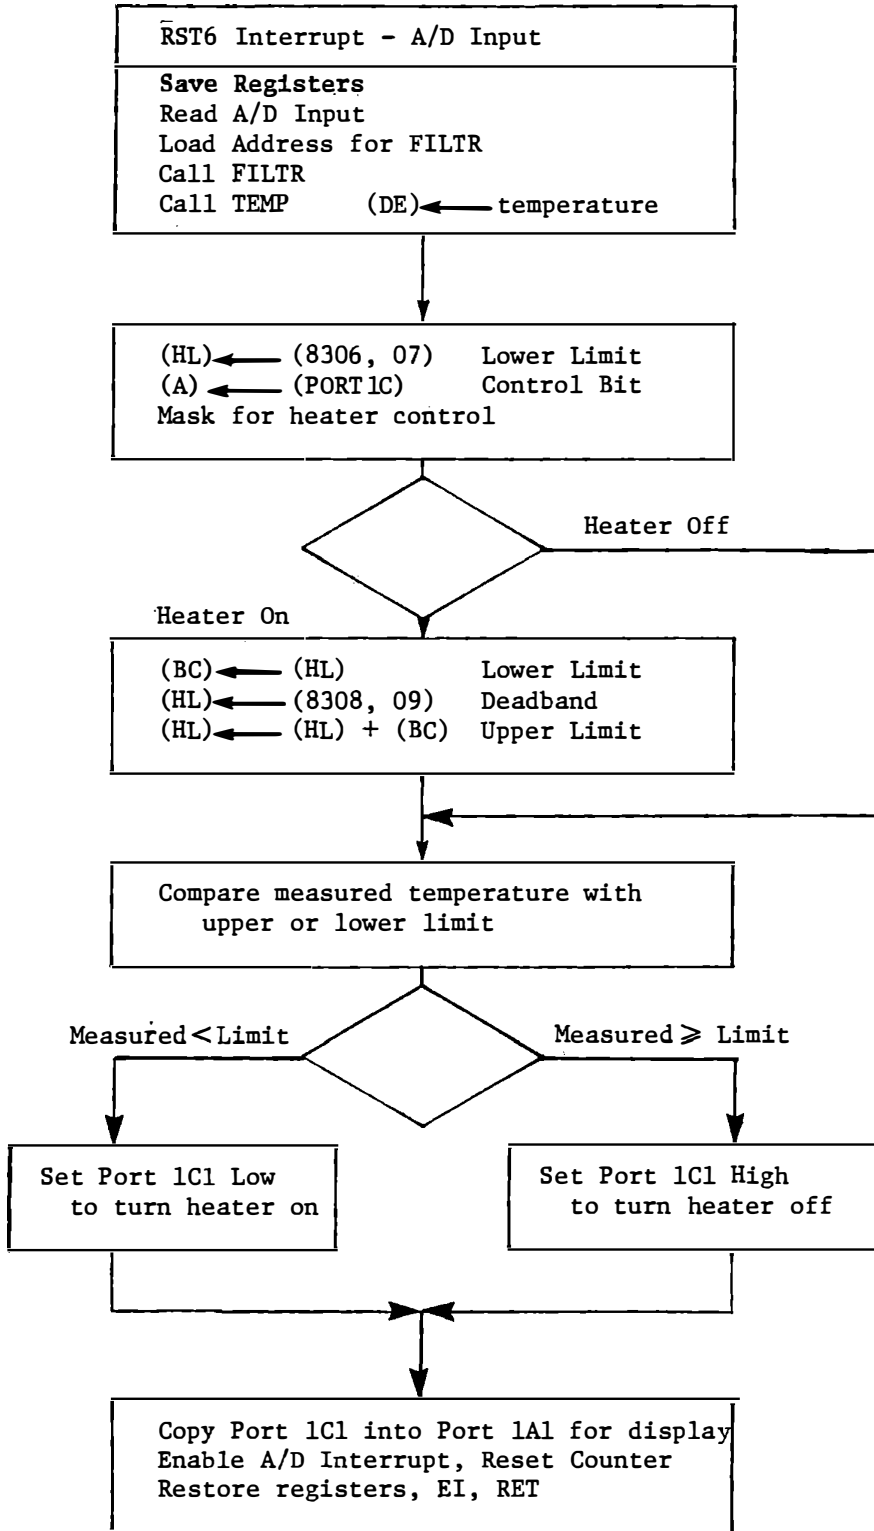 RST6 Interrupt - A/D Input
Save Registers
Read A/D Input
Load Address for FILTR
Call FILTR
Call TEMP (DE)← temperature
(HL)← (8306, 07) Lower Limit
(A)← (PORT1C) Control Bit
Mask for heater control
Heater Off
Heater On
(BC)← (HL) Lower Limit
(HL)← (8308, 09) Deadband
(HL)← (HL) + (BC) Upper Limit
Compare measured temperature with
upper or lower limit
Measured < Limit
Measured ⩾ Limit
Set Port 1C1 Low
to turn heater on
Set Port 1C1 High
to turn heater off
Copy Port 1C1 into Port 1A1 for display
Enable A/D Interrupt, Reset Counter
Restore registers, EI, RET